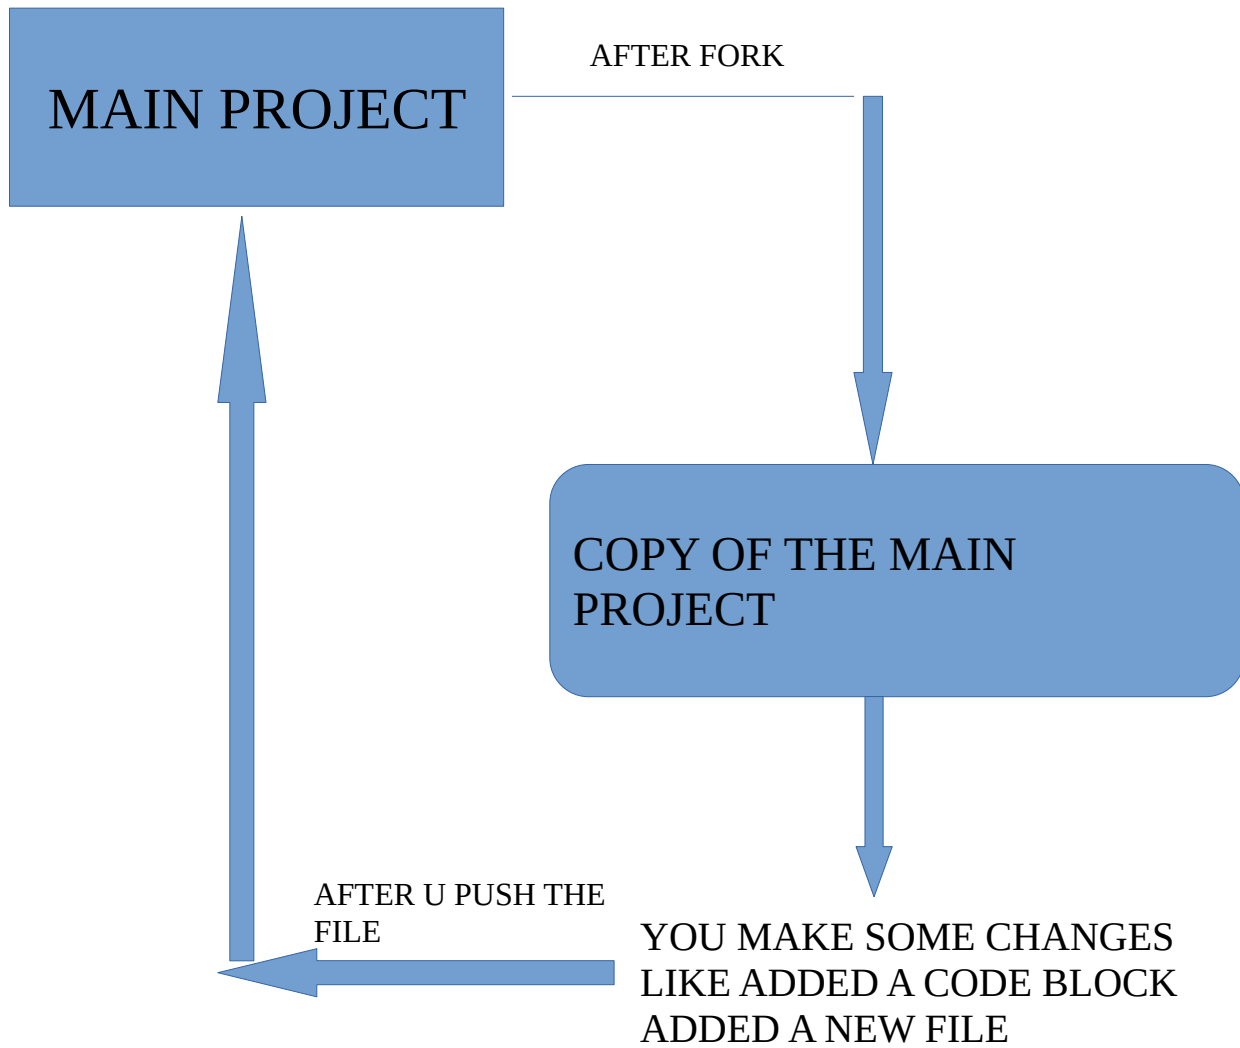 MAIN PROJECT
AFTER FORK
COPY OF THE MAIN
PROJECT
YOU MAKE SOME CHANGES
LIKE ADDED A CODE BLOCK
ADDED A NEW FILE
AFTER U PUSH THE
FILE